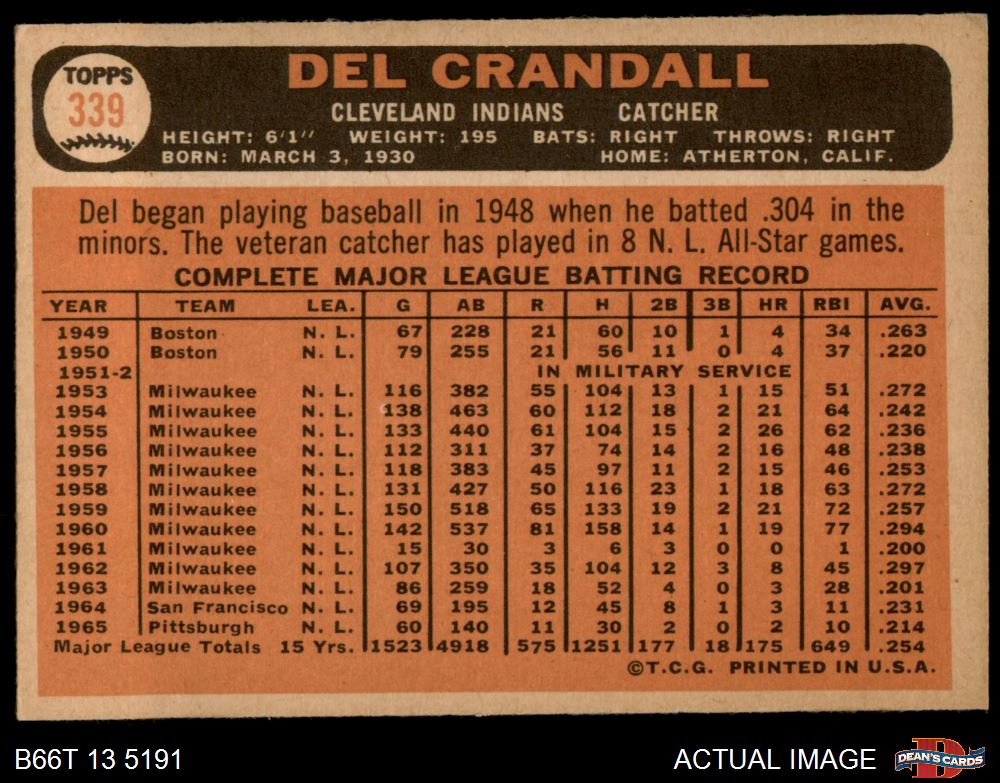 TOPPS
339
DEL CRANDALL
CLEVELAND INDIANS CATCHER
HEIGHT: 6'1" WEIGHT: 195 BATS: RIGHT THROWS: RIGHT
BORN: MARCH 3, 1930 HOME: ATHERTON, CALIF.
Del began playing baseball in 1948 when he batted .304 in the
minors. The veteran catcher has played in 8 N. L. All-Star games.
COMPLETE MAJOR LEAGUE BATTING RECORD
YEAR TEAM LEA. G AB R H 2B 3B HR RBI AVG.
1949 Boston N. L. 67 228 21 60 10 1 4 34 .263
1950 Boston N. L. 79 255 21 56 11 0 4 37 .220
1951-2 IN MILITARY SERVICE
1953 Milwaukee N. L. 116 382 55 104 13 1 15 51 .272
1954 Milwaukee N. L. 138 463 60 112 18 2 21 64 .242
1955 Milwaukee N. L. 133 440 61 104 15 2 26 62 .236
1956 Milwaukee N. L. 112 311 37 74 14 2 16 48 .238
1957 Milwaukee N. L. 118 383 45 97 11 2 15 46 .253
1958 Milwaukee N. L. 131 427 50 116 23 1 18 63 .272
1959 Milwaukee N. L. 150 518 65 133 19 2 21 72 .257
1960 Milwaukee N. L. 142 537 81 158 14 1 19 77 .294
1961 Milwaukee N. L. 15 30 3 6 3 0 0 1 .200
1962 Milwaukee N. L. 107 350 35 104 12 3 8 45 .297
1963 Milwaukee N. L. 86 259 18 52 4 0 3 28 .201
1964 San Francisco N. L. 69 195 12 45 8 1 3 11 .231
1965 Pittsburgh N. L. 60 140 11 30 2 0 2 10 .214
Major League Totals 15 Yrs. 1523 4918 575 1251 177 18 175 649 .254
©T.C.G. PRINTED IN U.S.A.
B66T 13 5191 ACTUAL IMAGE
D
DEAN'S CARDS